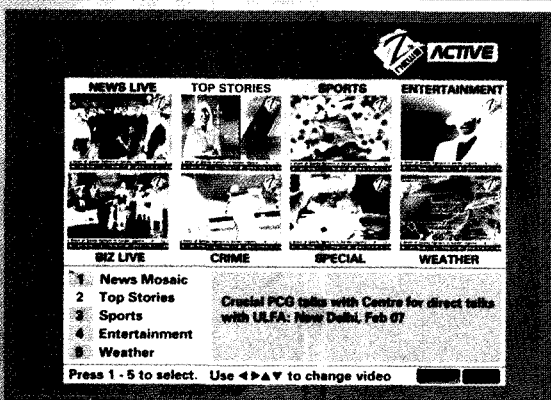 Z NEWS ACTIVE
NEWS LIVE TOP STORIES SPORTS ENTERTAINMENT
BIZ LIVE CRIME SPECIAL WEATHER
1 News Mosaic
2 Top Stories
3 Sports
4 Entertainment
5 Weather
Crucial PCG talks with Centre for direct talks
with ULFA: New Delhi, Feb 07
Press 1 - 5 to select. Use ◄►▲▼ to change video